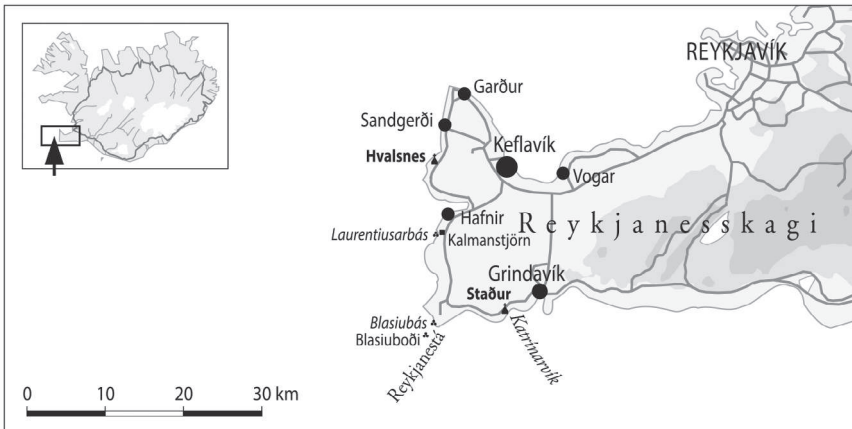 REYKJAVÍK
Garður
Sandgerði
Keflavík
Hvalsnes
Vogar
Hafnir
Reykjanesskagi
Laurentiusarbás
Kalmanstjörn
Grindavík
Staður
Blasiubás
Blasiuboði
Reykjanestá
Katrínarvík
0 10 20 30 km